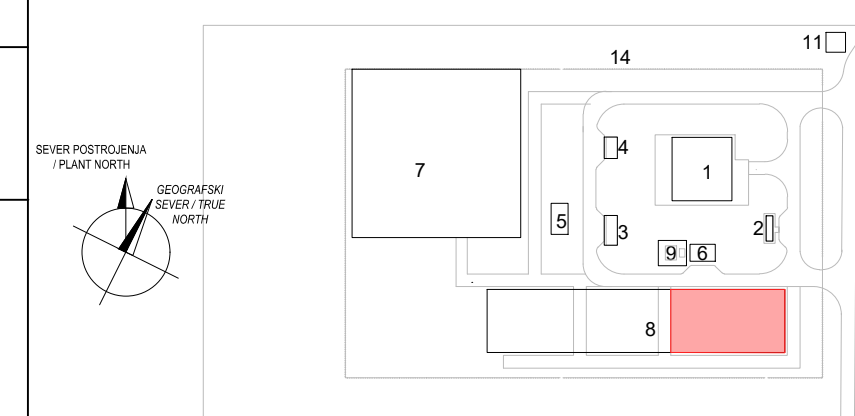 11
14
SEVER POSTROJENJA
/ PLANT NORTH
4
7
1
GEOGRAFSKI
SEVER / TRUE
NORTH
5
3
2
9
6
8